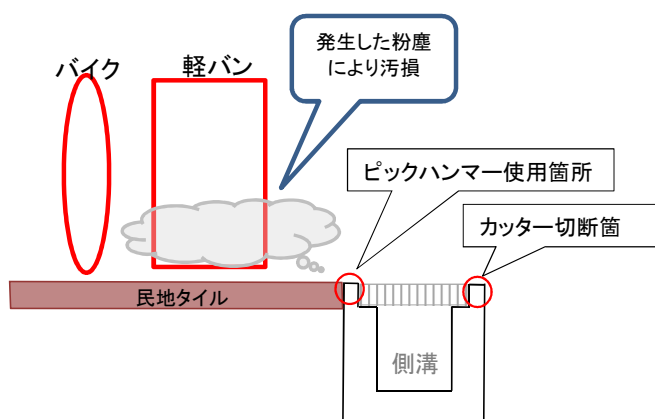 発生した粉塵
により汚損
バイク
軽バン
ピックハンマー使用箇所
カッター切断箇
民地タイル
側溝